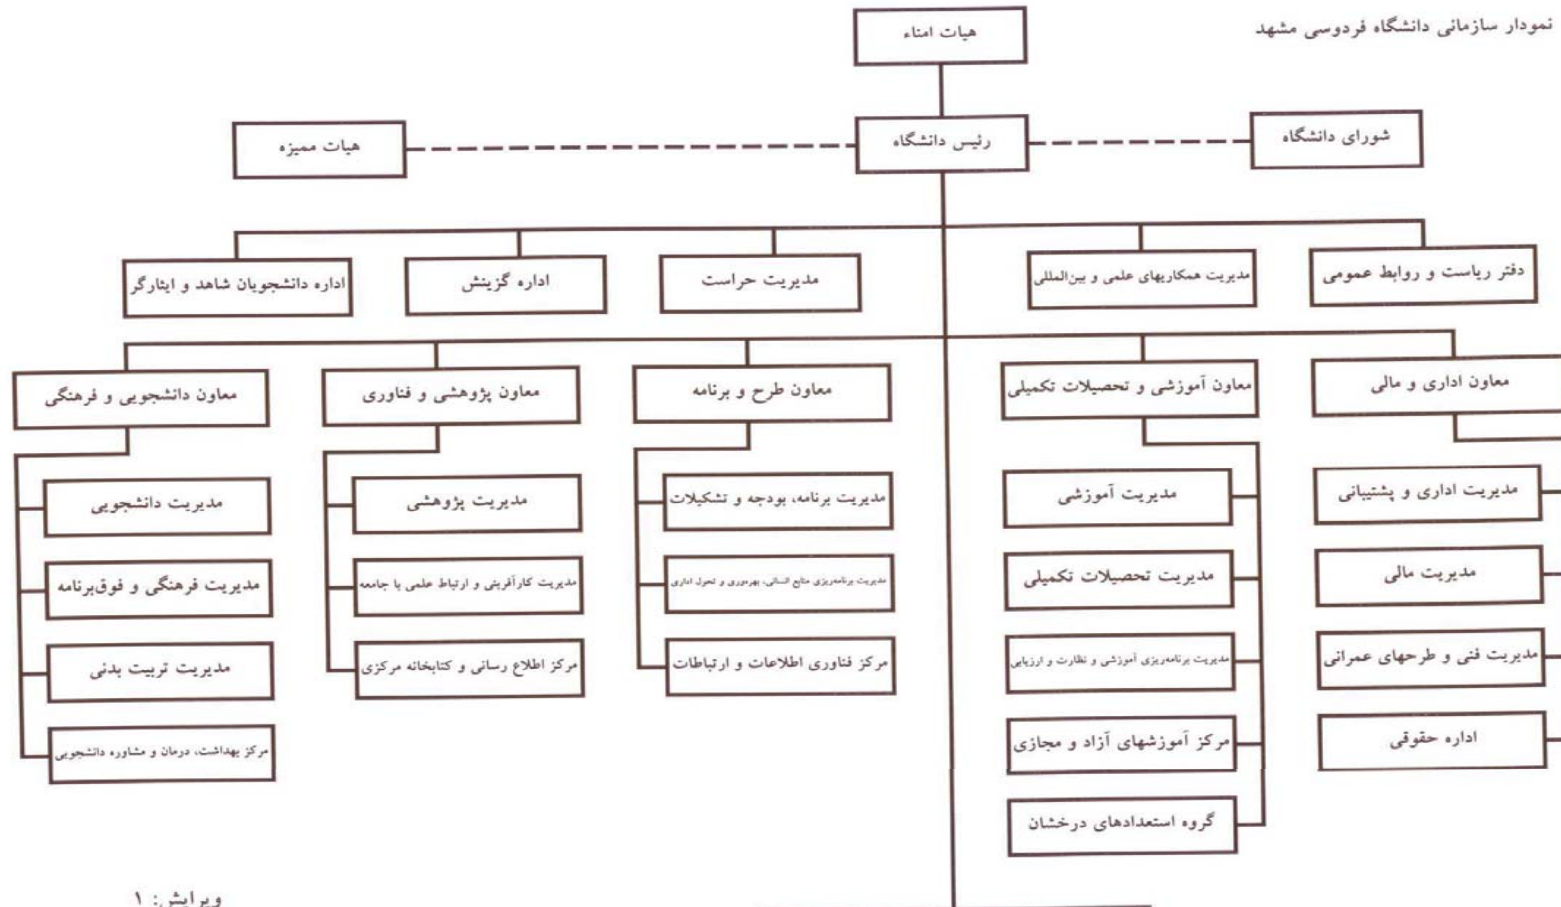 نمودار سازمانی دانشگاه فردوسی مشهد
هیات امناء
شورای دانشگاه
رئیس دانشگاه
هیات ممیزه
دفتر ریاست و روابط عمومی
مدیریت همکاریهای علمی و بین‌المللی
مدیریت حراست
اداره گزینش
اداره دانشجویان شاهد و ایثارگر
معاون اداری و مالی
معاون آموزشی و تحصیلات تکمیلی
معاون طرح و برنامه
معاون پژوهشی و فناوری
معاون دانشجویی و فرهنگی
مدیریت اداری و پشتیبانی
مدیریت آموزشی
مدیریت برنامه، بودجه و تشکیلات
مدیریت پژوهشی
مدیریت دانشجویی
مدیریت مالی
مدیریت تحصیلات تکمیلی
مدیریت برنامه‌ریزی منابع انسانی، بهره‌وری و تحول اداری
مدیریت کارآفرینی و ارتباط علمی با جامعه
مدیریت فرهنگی و فوق‌برنامه
مدیریت فنی و طرحهای عمرانی
مدیریت برنامه‌ریزی آموزشی و نظارت و ارزیابی
مرکز فناوری اطلاعات و ارتباطات
مرکز اطلاع رسانی و کتابخانه مرکزی
مدیریت تربیت بدنی
اداره حقوقی
مرکز آموزشهای آزاد و مجازی
مرکز بهداشت، درمان و مشاوره دانشجویی
گروه استعدادهای درخشان
ویرایش: ۱